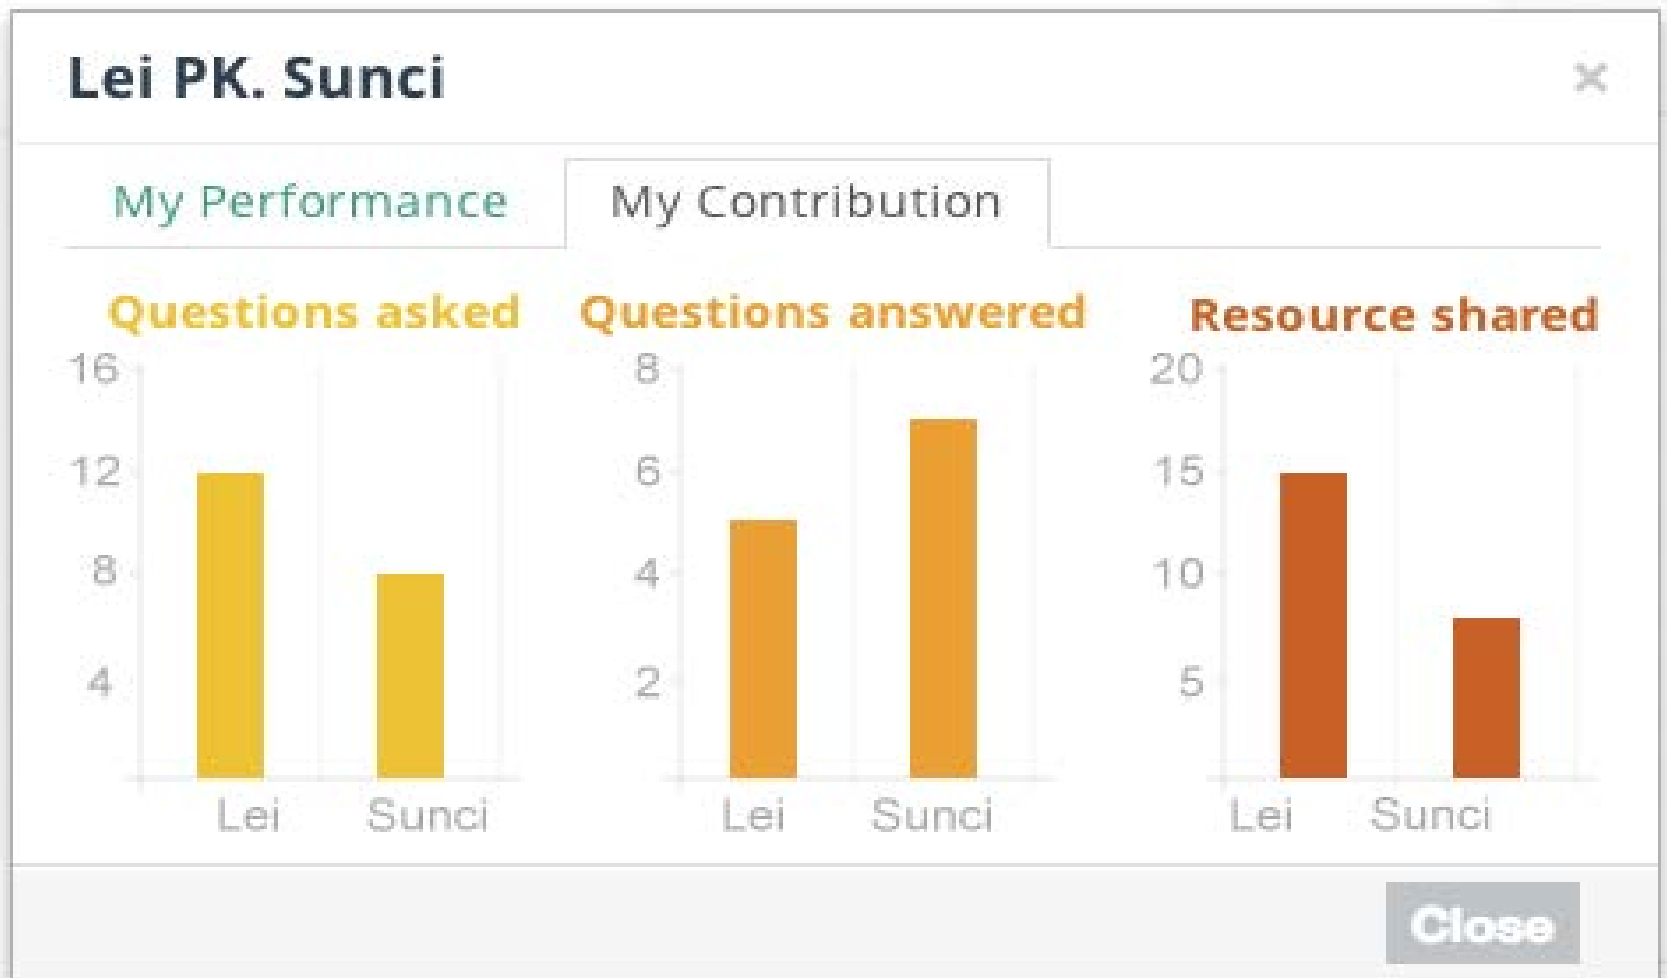 Lei PK. Sunci
×
My Performance
My Contribution
Questions asked
16
12
8
4
Lei Sunci
Questions answered
8
6
4
2
Lei Sunci
Resource shared
20
15
10
5
Lei Sunci
Close